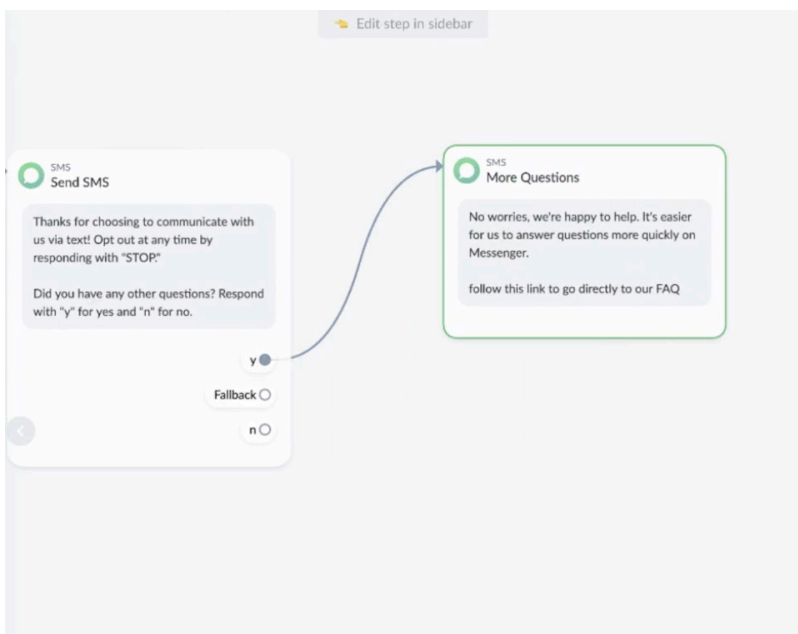 Edit step in sidebar
SMS
Send SMS
Thanks for choosing to communicate with
us via text! Opt out at any time by
responding with "STOP."
Did you have any other questions? Respond
with "y" for yes and "n" for no.
y
Fallback
n
SMS
More Questions
No worries, we're happy to help. It's easier
for us to answer questions more quickly on
Messenger.
follow this link to go directly to our FAQ